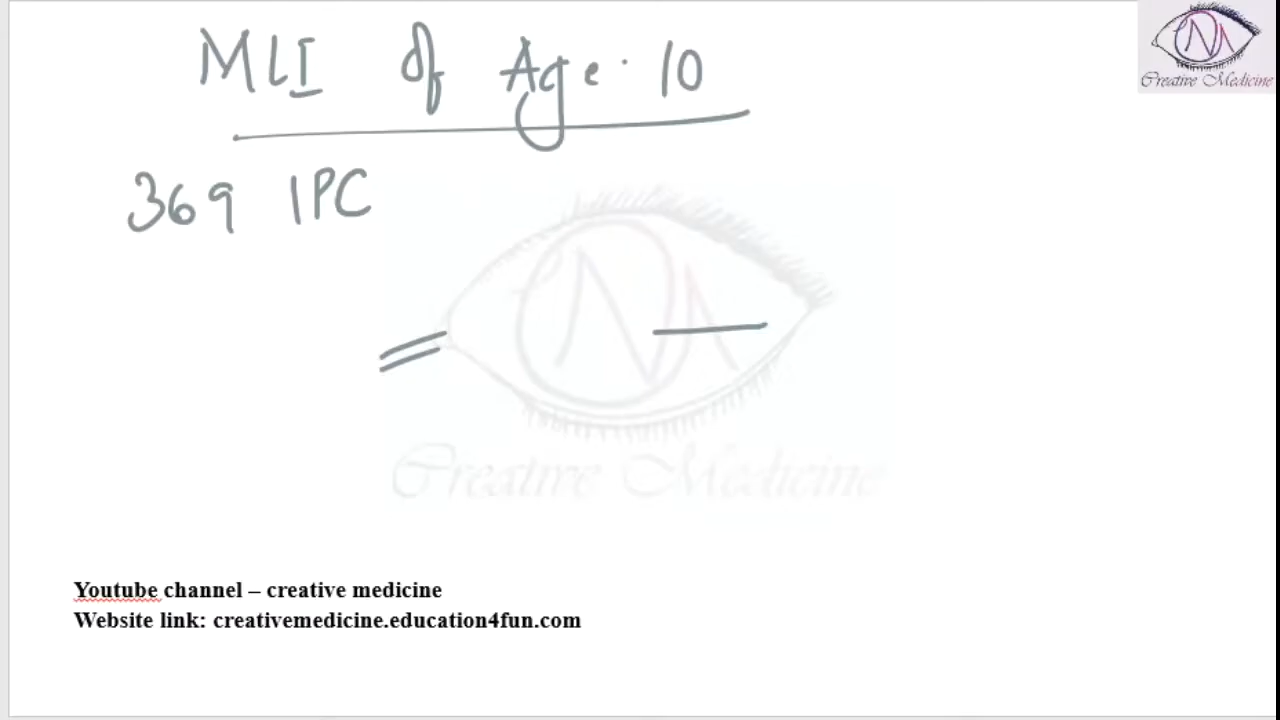 MLI of Age. 10
Creative Medicine
369 IPC
Creative Medicine
Youtube channel – creative medicine
Website link: creativemedicine.education4fun.com